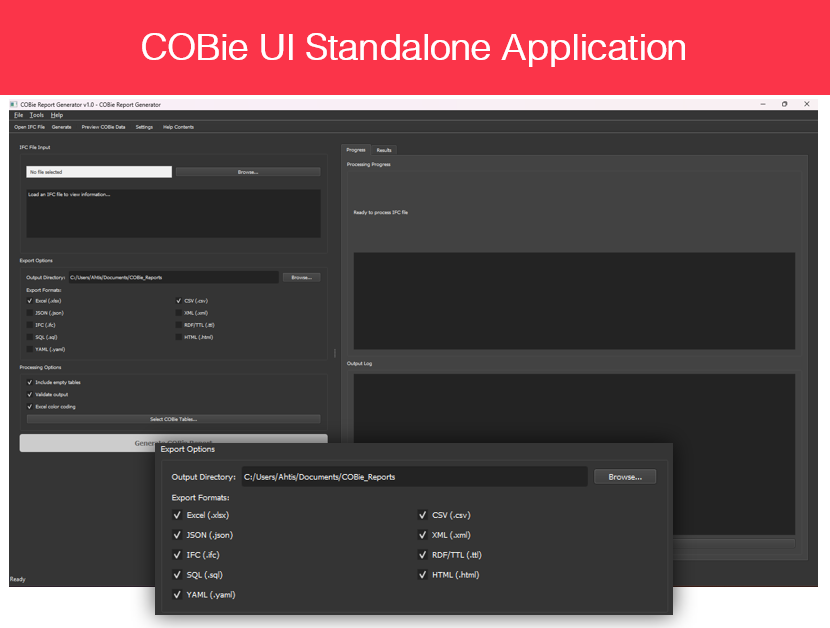 COBie UI Standalone Application
COBie Report Generator v1.0 - COBie Report Generator
File Tools Help
Open IFC File Generate Preview COBie Data Settings Help Contents
IFC File Input
No file selected
Browse...
Load an IFC file to view information...
Export Options
Output Directory: C:/Users/Ahtis/Documents/COBie_Reports
Browse...
Export Formats:
Excel (.xlsx)
CSV (.csv)
JSON (.json)
XML (.xml)
IFC (.ifc)
RDF/TTL (.ttl)
SQL (.sql)
HTML (.html)
YAML (.yaml)
Processing Options
Include empty tables
Validate output
Excel color coding
Select COBie Tables...
Generate COBie Report
Progress Results
Processing Progress
Ready to process IFC file
Output Log
Export Options
Output Directory: C:/Users/Ahtis/Documents/COBie_Reports
Browse...
Export Formats:
Excel (.xlsx)
CSV (.csv)
JSON (.json)
XML (.xml)
IFC (.ifc)
RDF/TTL (.ttl)
SQL (.sql)
HTML (.html)
YAML (.yaml)
Ready